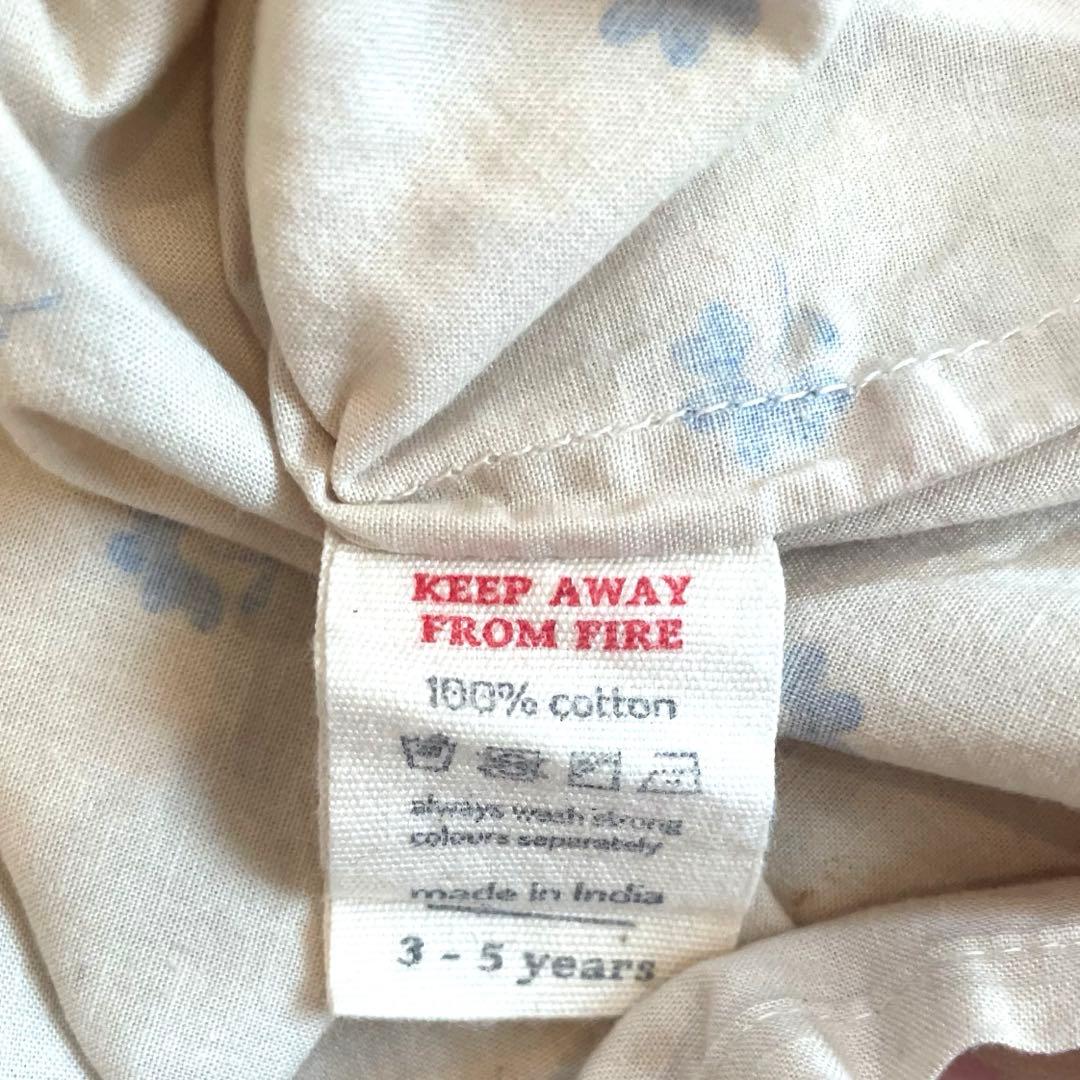 KEEP AWAY
FROM FIRE
100% cotton
always wash strong
colours separately
made in India
3 - 5 years